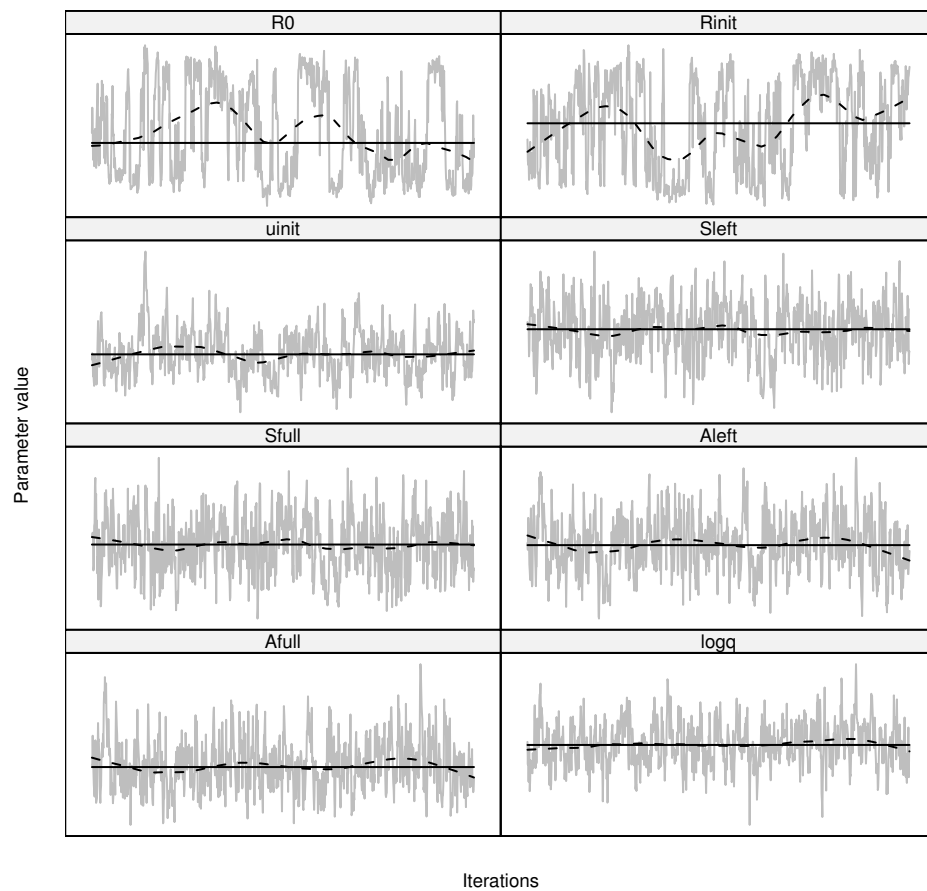 R0
Rinit
uinit
Sleft
Sfull
Aleft
Afull
logq
Parameter value
Iterations